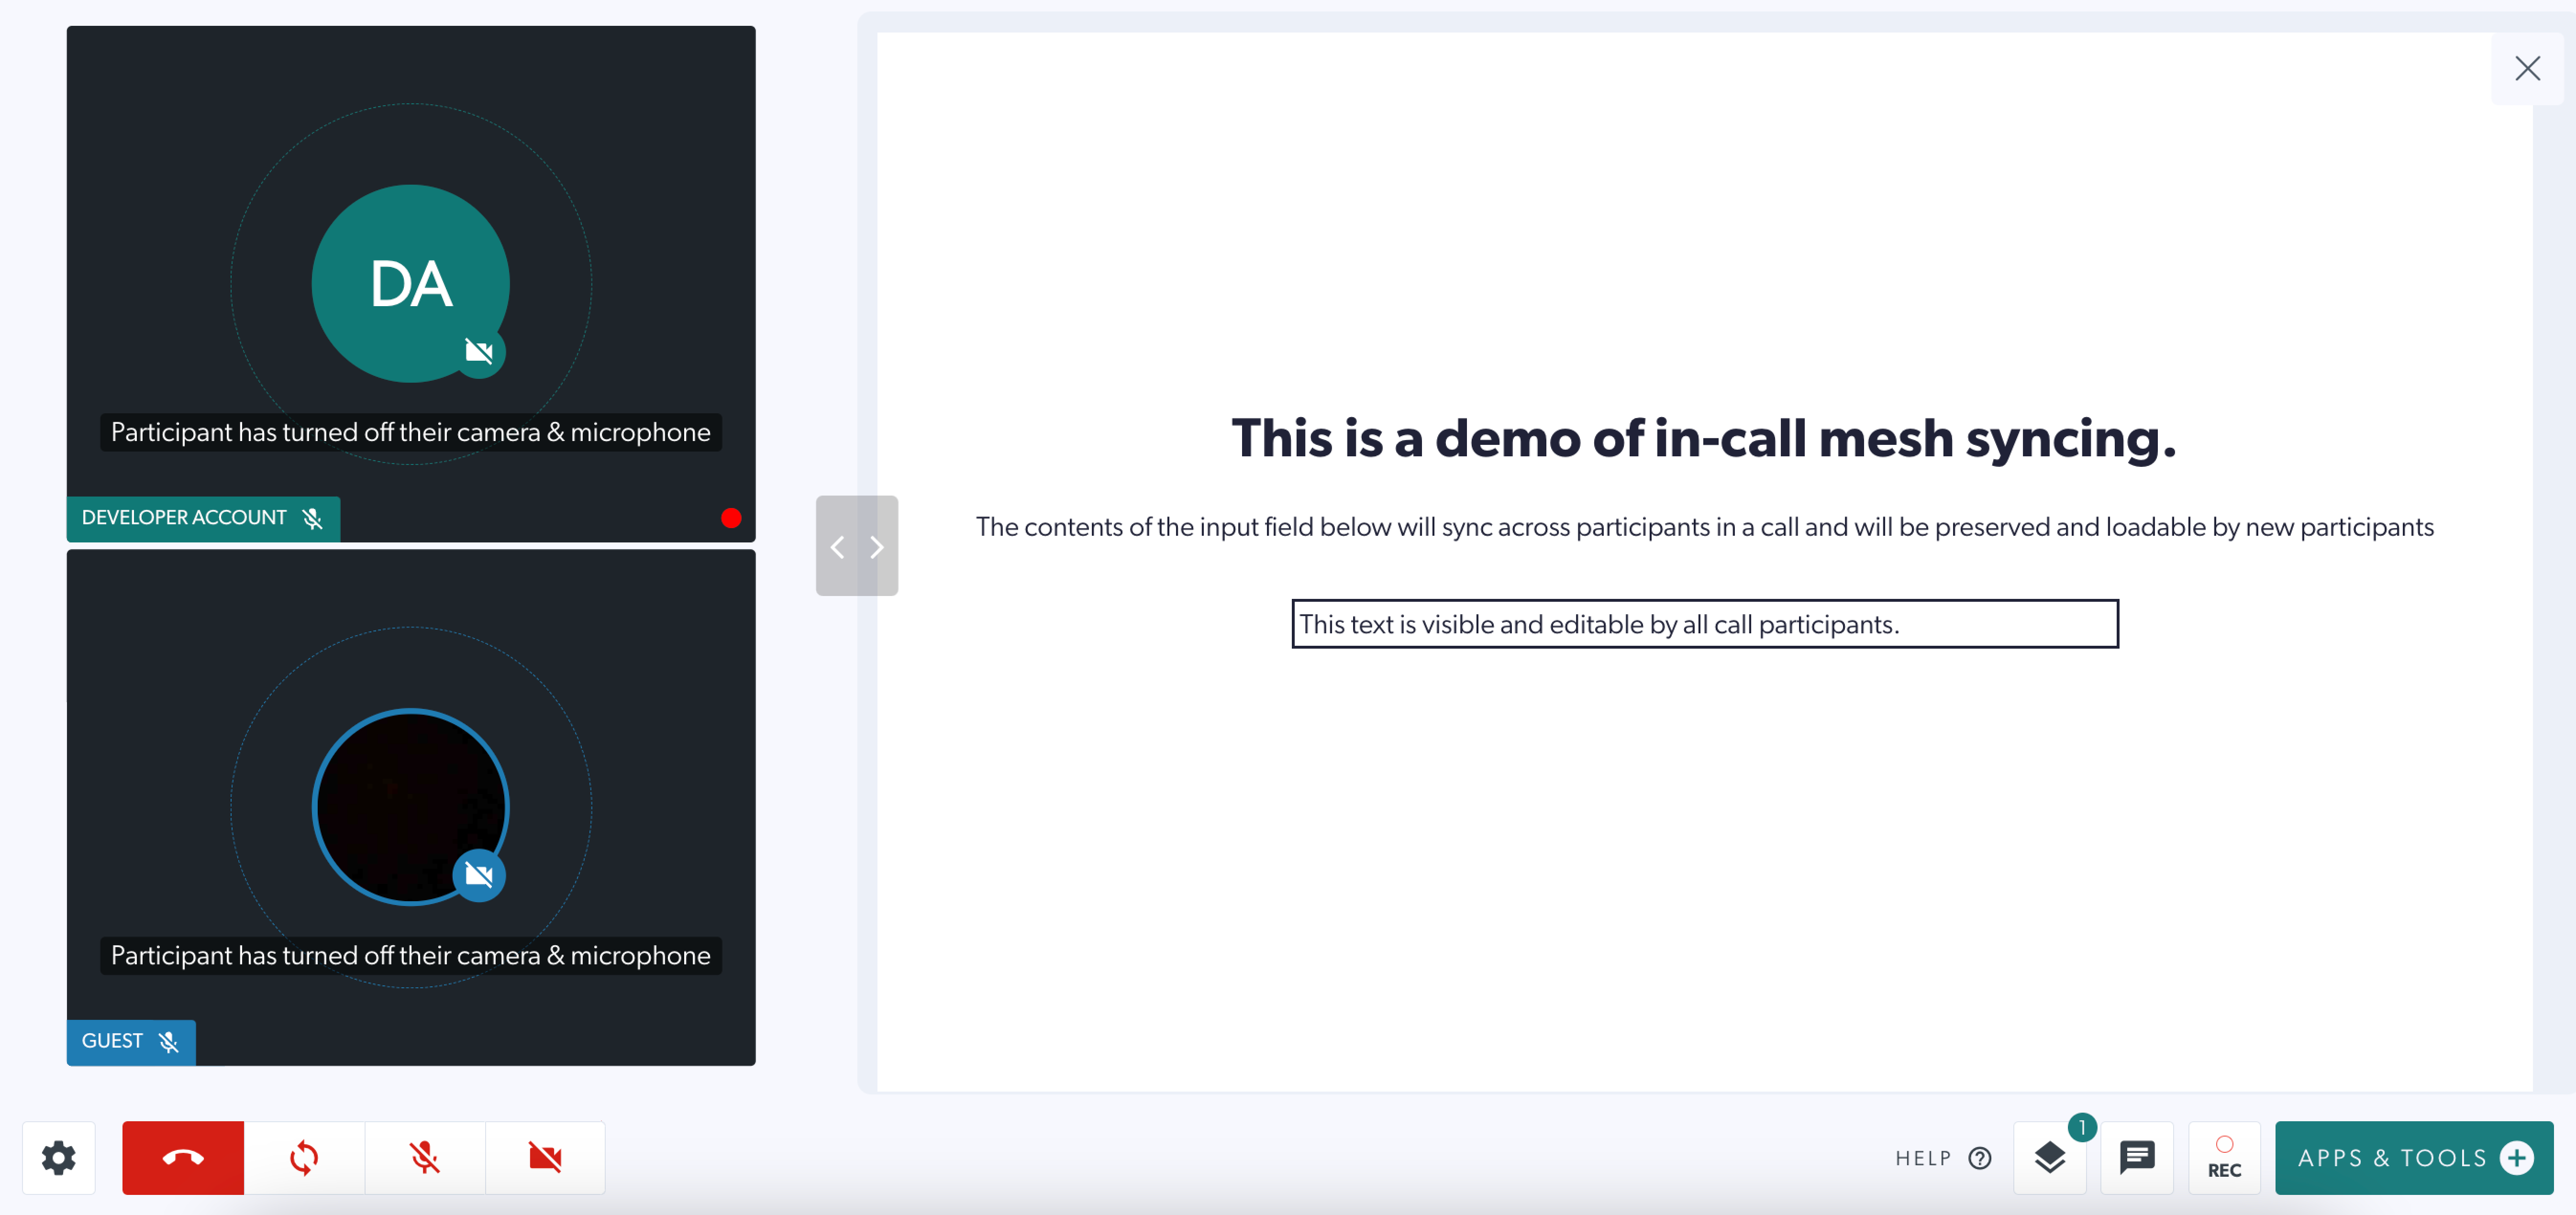 DA
Participant has turned off their camera & microphone
DEVELOPER ACCOUNT
Participant has turned off their camera & microphone
GUEST
This is a demo of in-call mesh syncing.
The contents of the input field below will sync across participants in a call and will be preserved and loadable by new participants
This text is visible and editable by all call participants.
HELP
1
REC
APPS & TOOLS